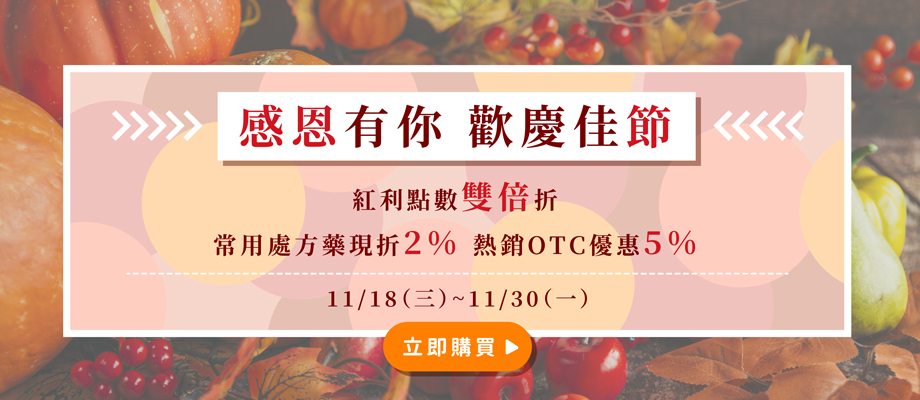 感恩有你 歡慶佳節
紅利點數雙倍折
常用處方藥現折2% 熱銷OTC優惠5%
11/18(三)~11/30(一)
立即購買